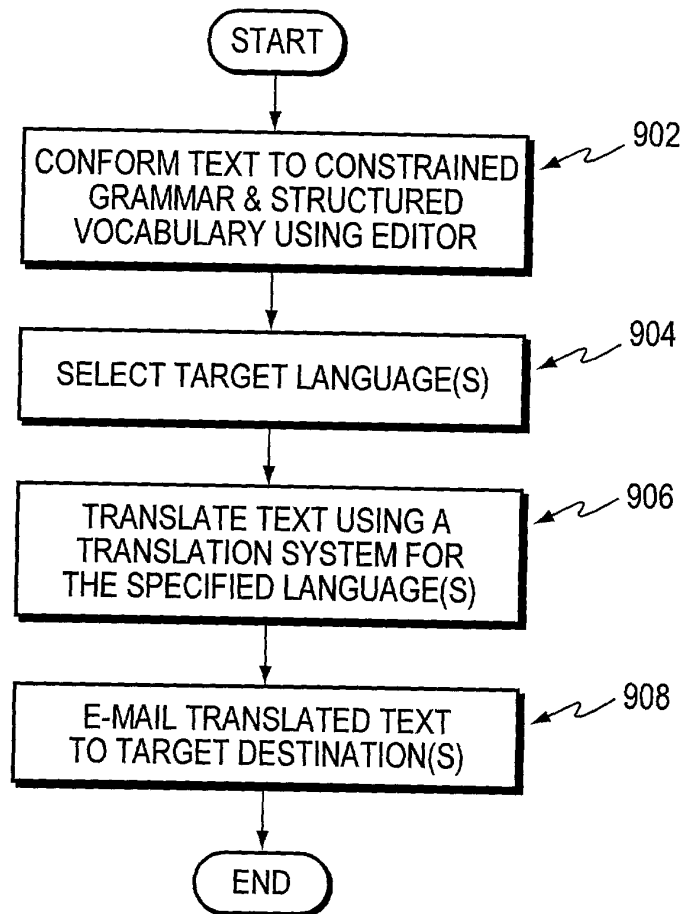 START
CONFORM TEXT TO CONSTRAINED
GRAMMAR & STRUCTURED
VOCABULARY USING EDITOR
902
SELECT TARGET LANGUAGE(S)
904
TRANSLATE TEXT USING A
TRANSLATION SYSTEM FOR
THE SPECIFIED LANGUAGE(S)
906
E-MAIL TRANSLATED TEXT
TO TARGET DESTINATION(S)
908
END